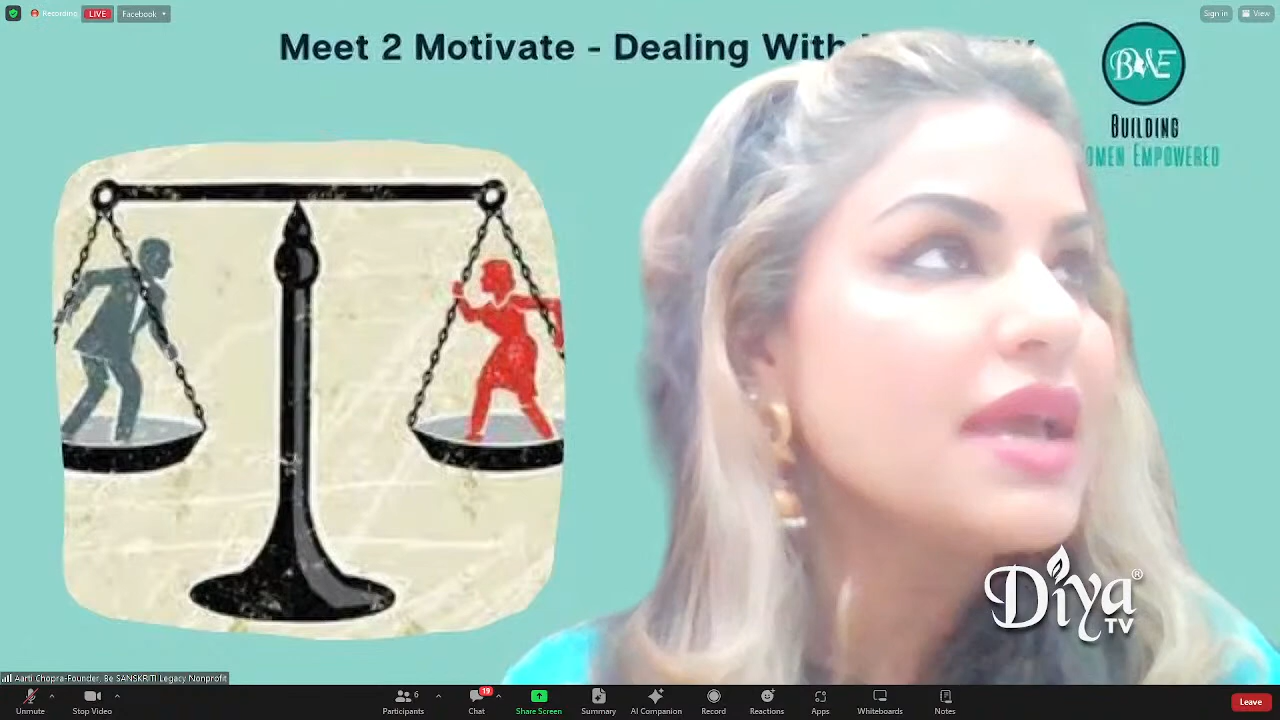 Recording
LIVE
Facebook
Sign in
View
Meet 2 Motivate - Dealing With
BWE
BUILDING
OMEN EMPOWERED
Diya®
TV
Aarti Chopra-Founder, Be SANSKRITI Legacy Nonprofit
Unmute
Stop Video
Participants
6
Chat
19
Share Screen
Summary
AI Companion
Record
Reactions
Apps
Whiteboards
Notes
Leave